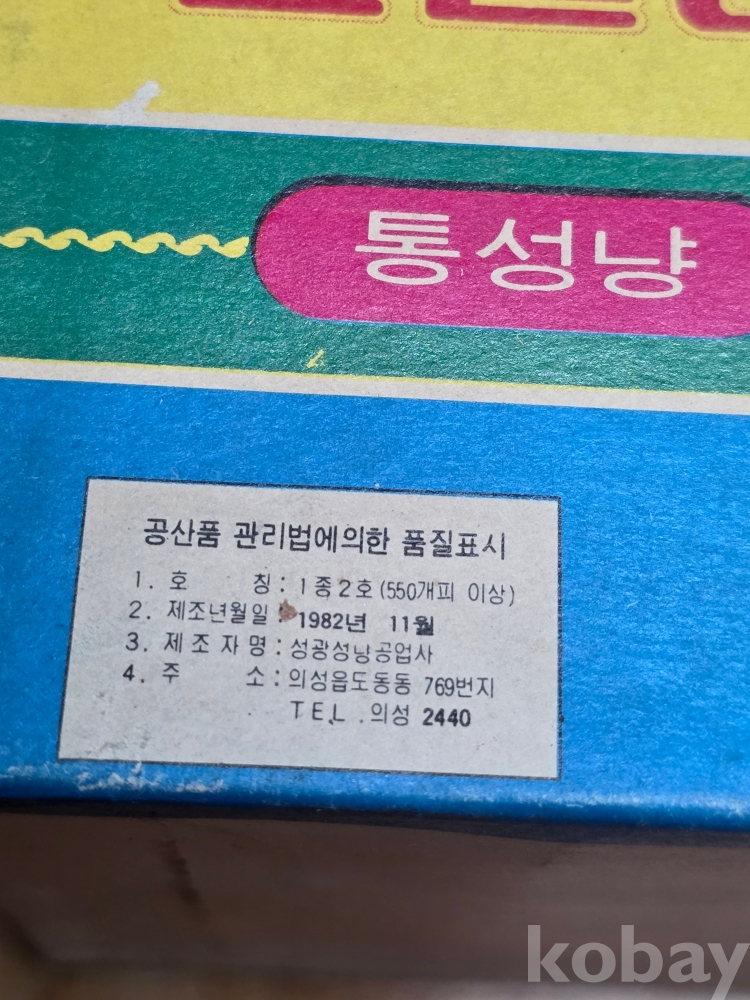 통성냥
공산품 관리법에의한 품질표시
1. 호 칭 : 1종2호 (550개피 이상)
2. 제조년월일 : 1982년 11월
3. 제조자명 : 성광성냥공업사
4. 주 소 : 의성읍도동동 769번지
TEL . 의성 2440
kobay